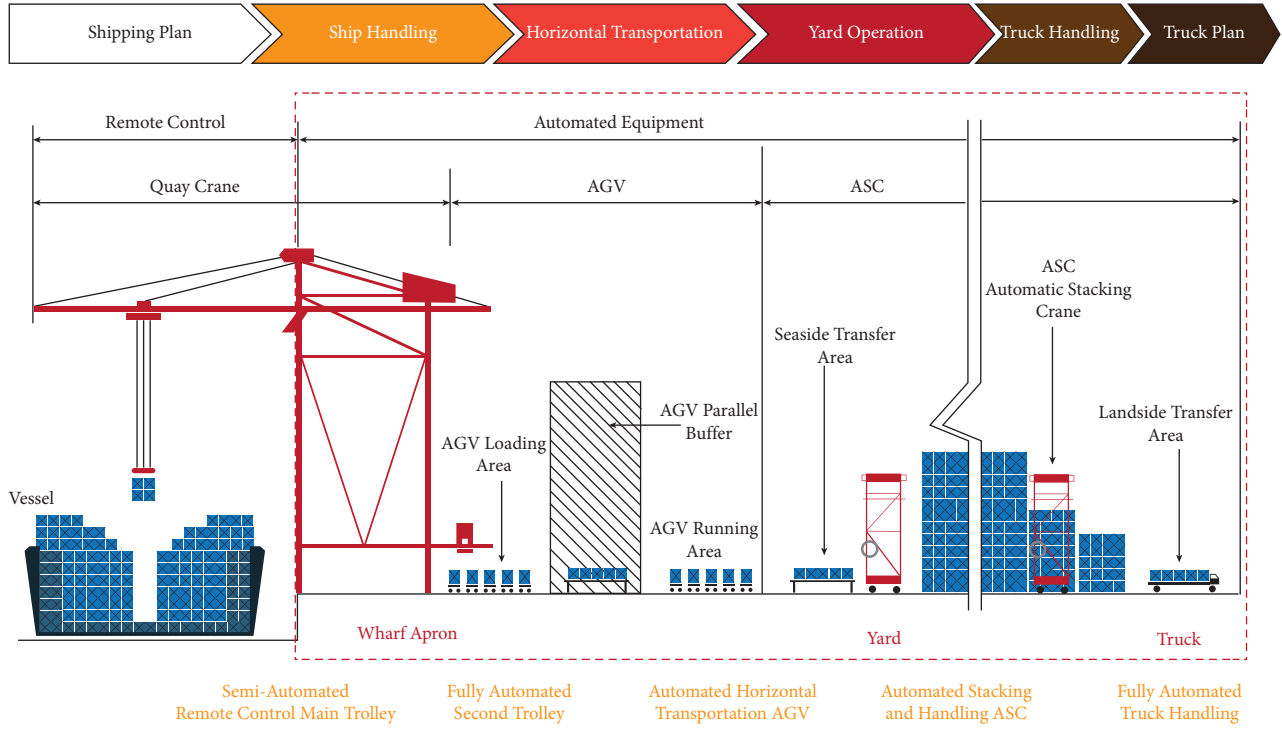 Shipping Plan
Ship Handling
Horizontal Transportation
Yard Operation
Truck Handling
Truck Plan
Remote Control
Automated Equipment
Quay Crane
AGV
ASC
ASC
Automatic Stacking
Crane
Seaside Transfer
Area
AGV Parallel
Buffer
Landside Transfer
Area
AGV Loading
Area
Vessel
AGV Running
Area
Wharf Apron
Yard
Truck
Semi-Automated
Remote Control Main Trolley
Fully Automated
Second Trolley
Automated Horizontal
Transportation AGV
Automated Stacking
and Handling ASC
Fully Automated
Truck Handling